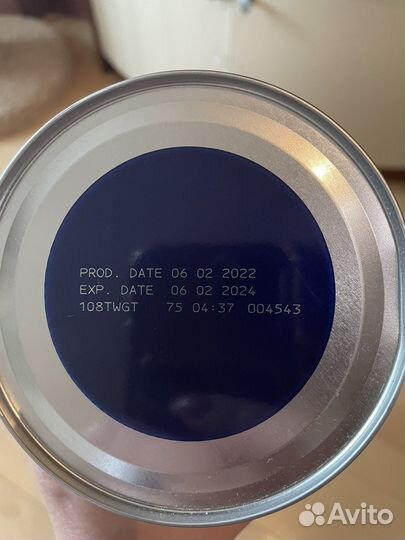 PROD. DATE 06 02 2022
EXP. DATE 06 02 2024
108TWGT 75 04:37 004543
Avito